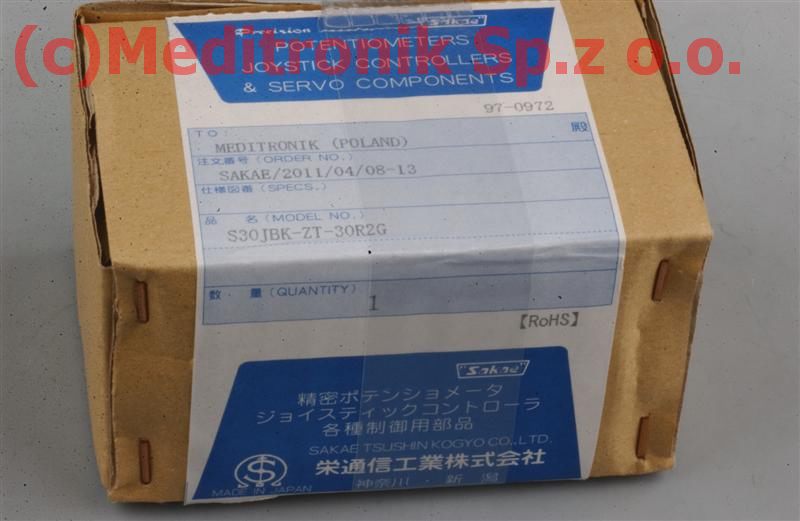 (c)Meditronik Sp.z o.o.
Precision "Sakae"
POTENTIOMETERS
JOYSTICK CONTROLLERS
& SERVO COMPONENTS
97-0972
TO: 殿
MEDITRONIK (POLAND)
注文番号 (ORDER NO.)
SAKAE/2011/04/08-13
仕様図番 (SPECS.)
品 名 (MODEL NO.)
S30JBK-ZT-30R2G
数 量 (QUANTITY)
1
【RoHS】
"Sakae"
精密ポテンショメータ
ジョイスティックコントローラ
各種制御用部品
SAKAE TSUSHIN KOGYO CO., LTD.
栄通信工業株式会社
MADE IN JAPAN 神奈川・新潟